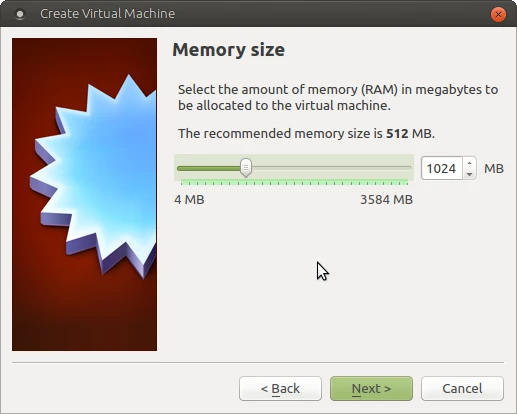 Create Virtual Machine
Memory size
Select the amount of memory (RAM) in megabytes to
be allocated to the virtual machine.
The recommended memory size is 512 MB.
1024 MB
4 MB 3584 MB
< Back Next > Cancel